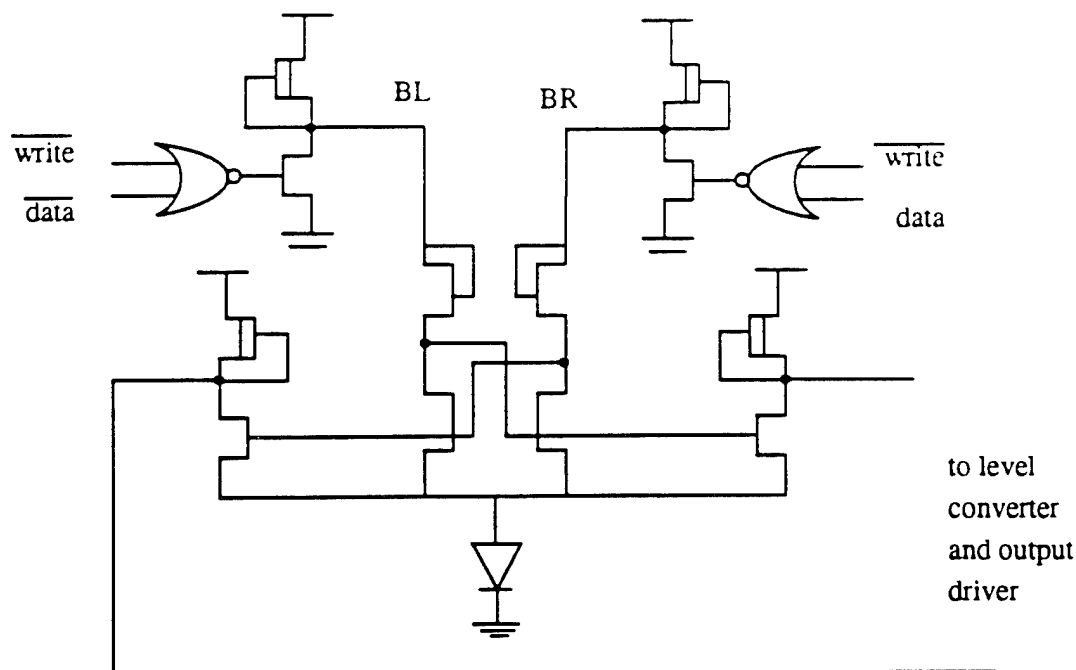 BL
BR
write
data
write
data
to level
converter
and output
driver